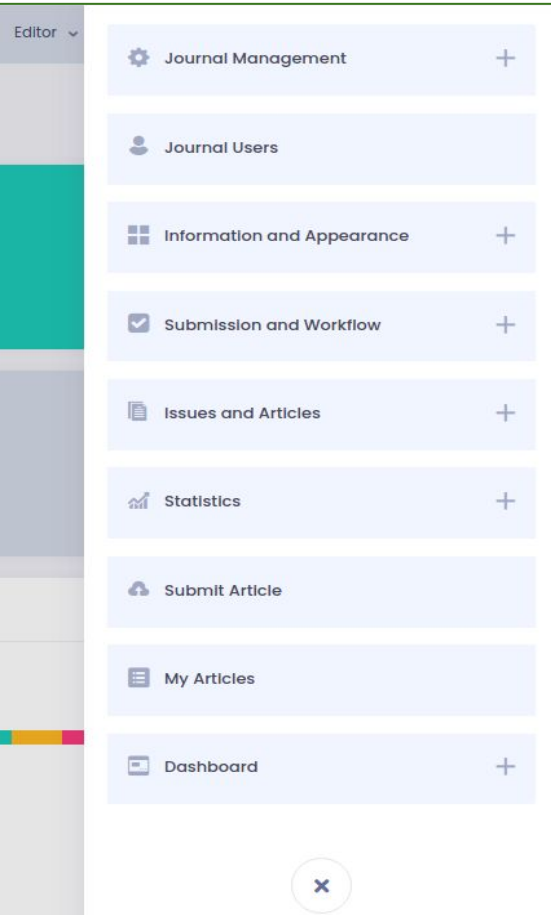 Editor
Journal Management
Journal Users
Information and Appearance
Submission and Workflow
Issues and Articles
Statistics
Submit Article
My Articles
Dashboard